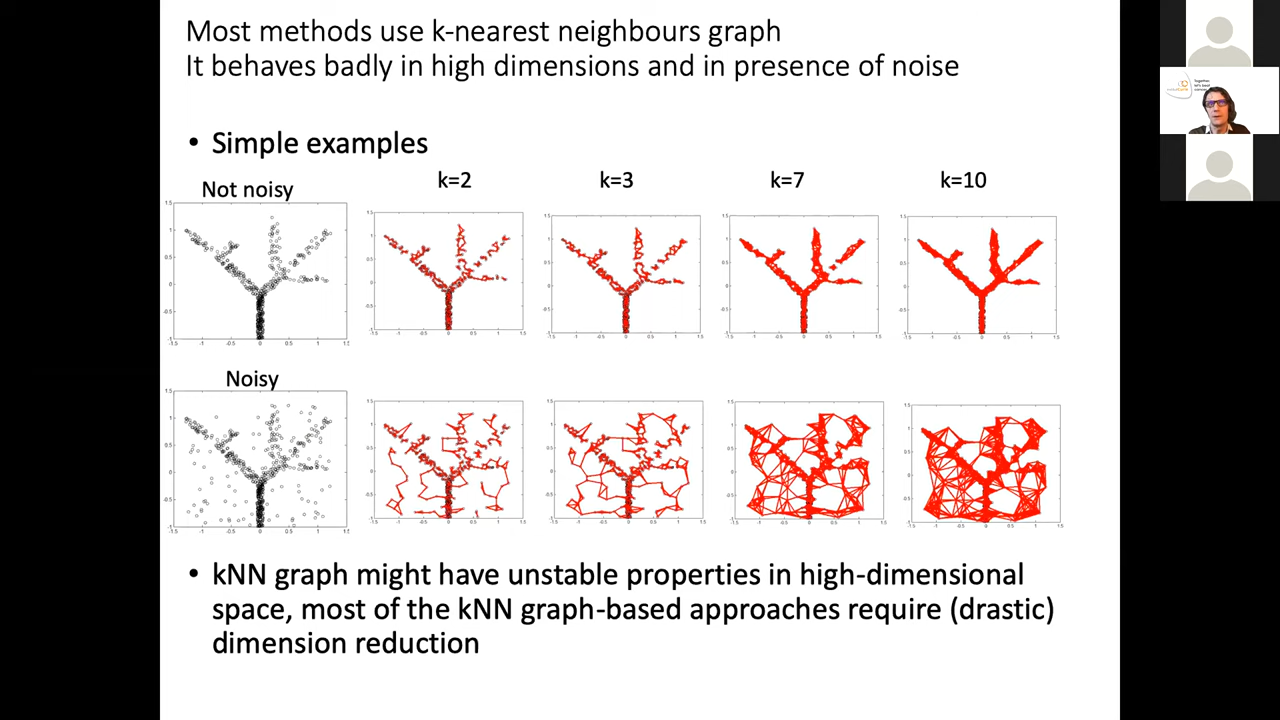 Most methods use k-nearest neighbours graph
It behaves badly in high dimensions and in presence of noise
• Simple examples
Not noisy
k=2
k=3
k=7
k=10
Noisy
• kNN graph might have unstable properties in high-dimensional
space, most of the kNN graph-based approaches require (drastic)
dimension reduction
Together